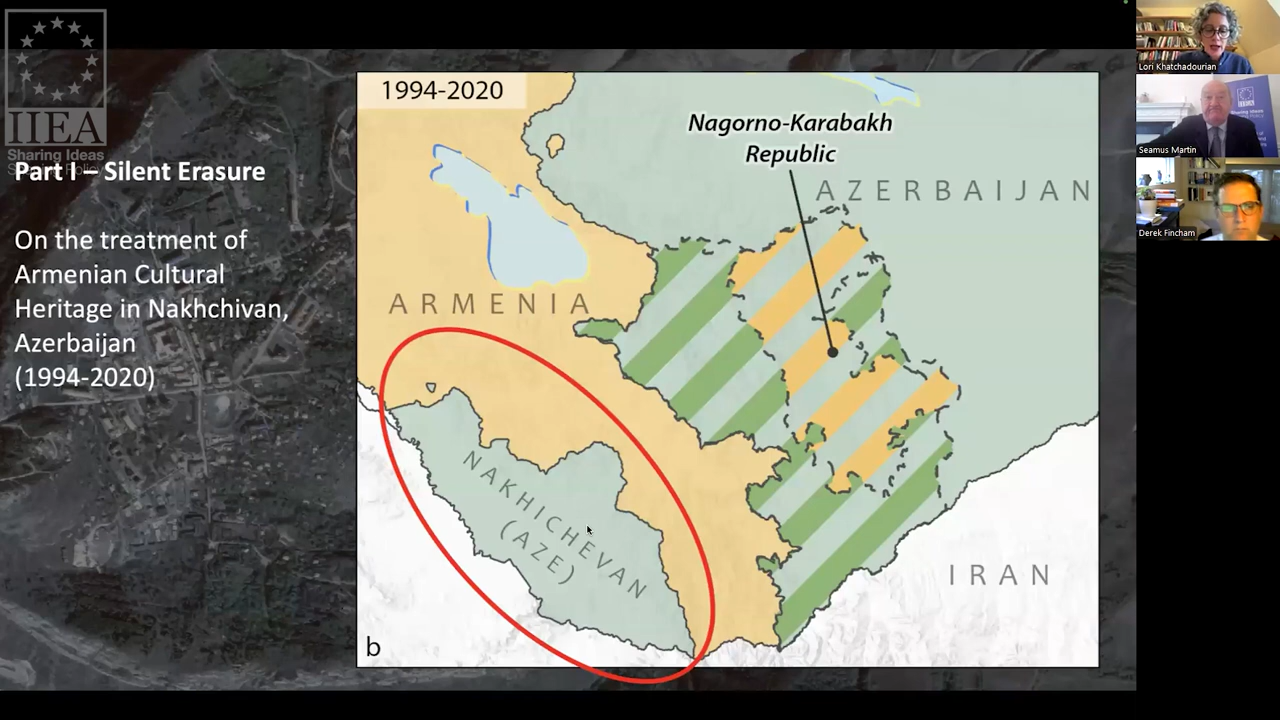 IIEA
Sharing Ideas
Part I – Silent Erasure
On the treatment of
Armenian Cultural
Heritage in Nakhchivan,
Azerbaijan
(1994-2020)
1994-2020
Nagorno-Karabakh
Republic
AZERBAIJAN
ARMENIA
NAKHICHEVAN
(AZE)
IRAN
b
Lori Khatchadourian
Seamus Martin
Derek Fincham